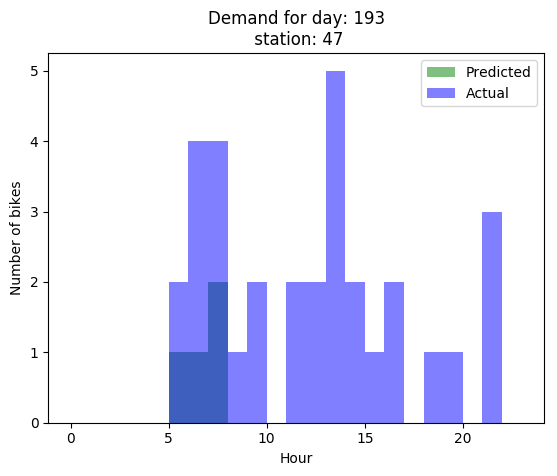 Demand for day: 193
station: 47
Predicted
Actual
Number of bikes
5
4
3
2
1
0
0 5 10 15 20
Hour